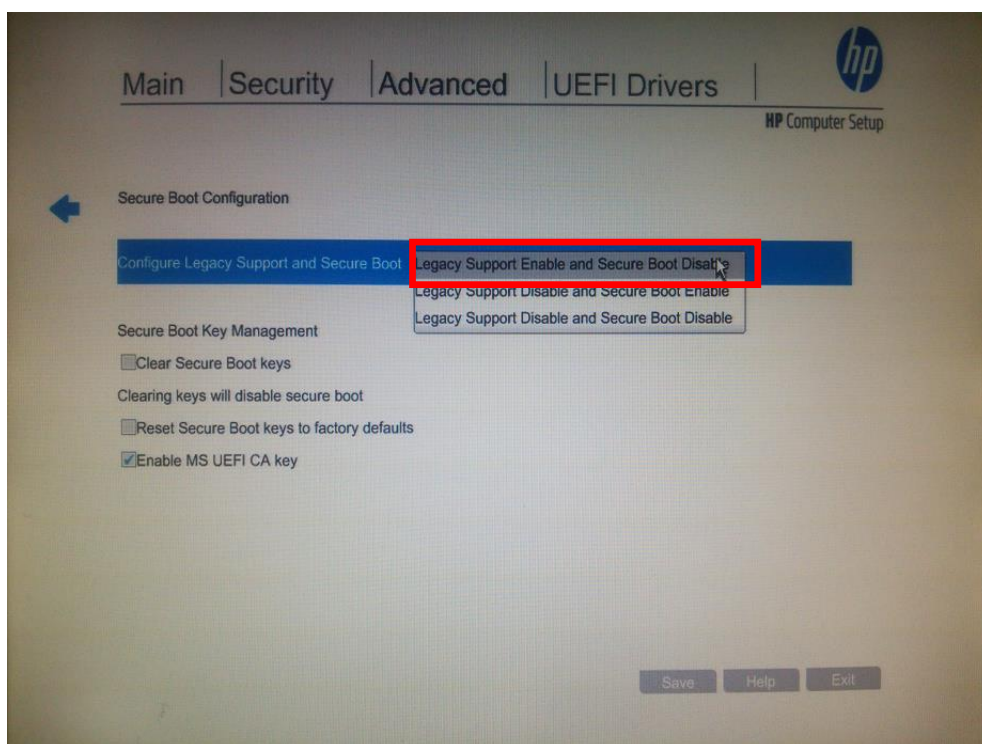 hp
Main Security Advanced UEFI Drivers
HP Computer Setup
Secure Boot Configuration
Configure Legacy Support and Secure Boot Legacy Support Enable and Secure Boot Disable
Legacy Support Disable and Secure Boot Enable
Legacy Support Disable and Secure Boot Disable
Secure Boot Key Management
Clear Secure Boot keys
Clearing keys will disable secure boot
Reset Secure Boot keys to factory defaults
Enable MS UEFI CA key
Save Help Exit